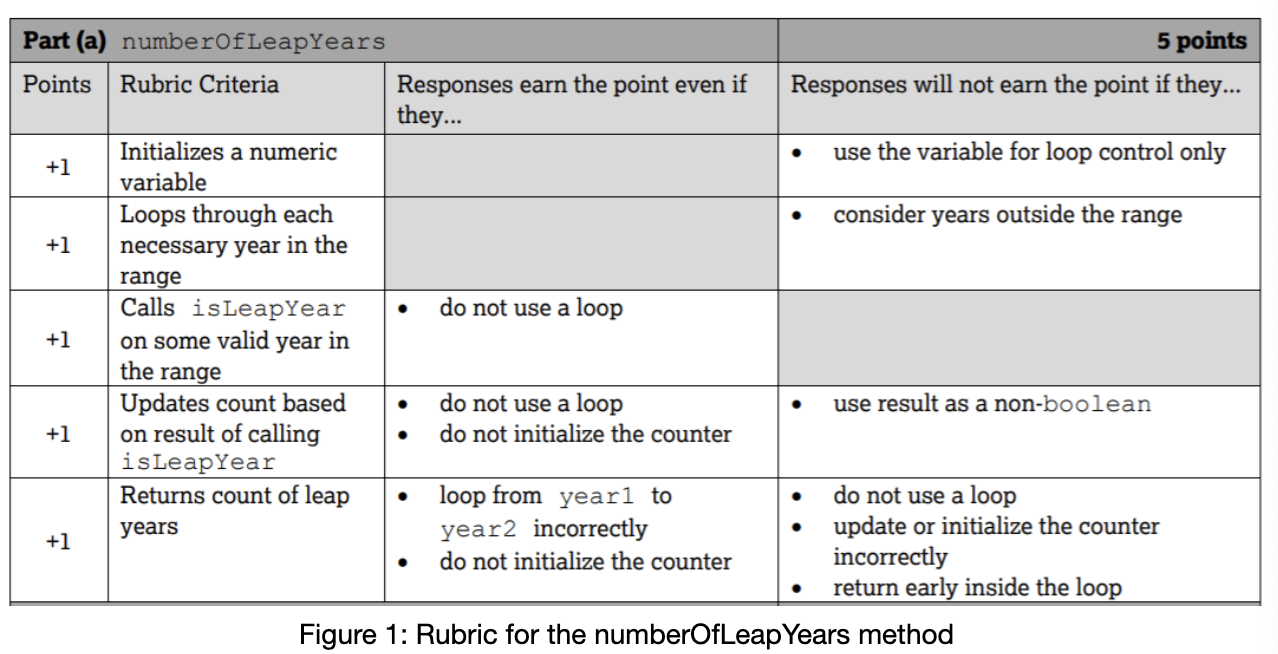 Part (a) numberOfLeapYears 5 points
Points Rubric Criteria Responses earn the point even if they... Responses will not earn the point if they...
+1
Initializes a numeric
variable
• use the variable for loop control only
+1
Loops through each
necessary year in the
range
• consider years outside the range
+1
Calls isLeapYear
on some valid year in
the range
• do not use a loop
+1
Updates count based
on result of calling
isLeapYear
• do not use a loop
• do not initialize the counter
• use result as a non-boolean
+1
Returns count of leap
years
• loop from year1 to
year2 incorrectly
• do not initialize the counter
• do not use a loop
• update or initialize the counter
incorrectly
• return early inside the loop
Figure 1: Rubric for the numberOfLeapYears method